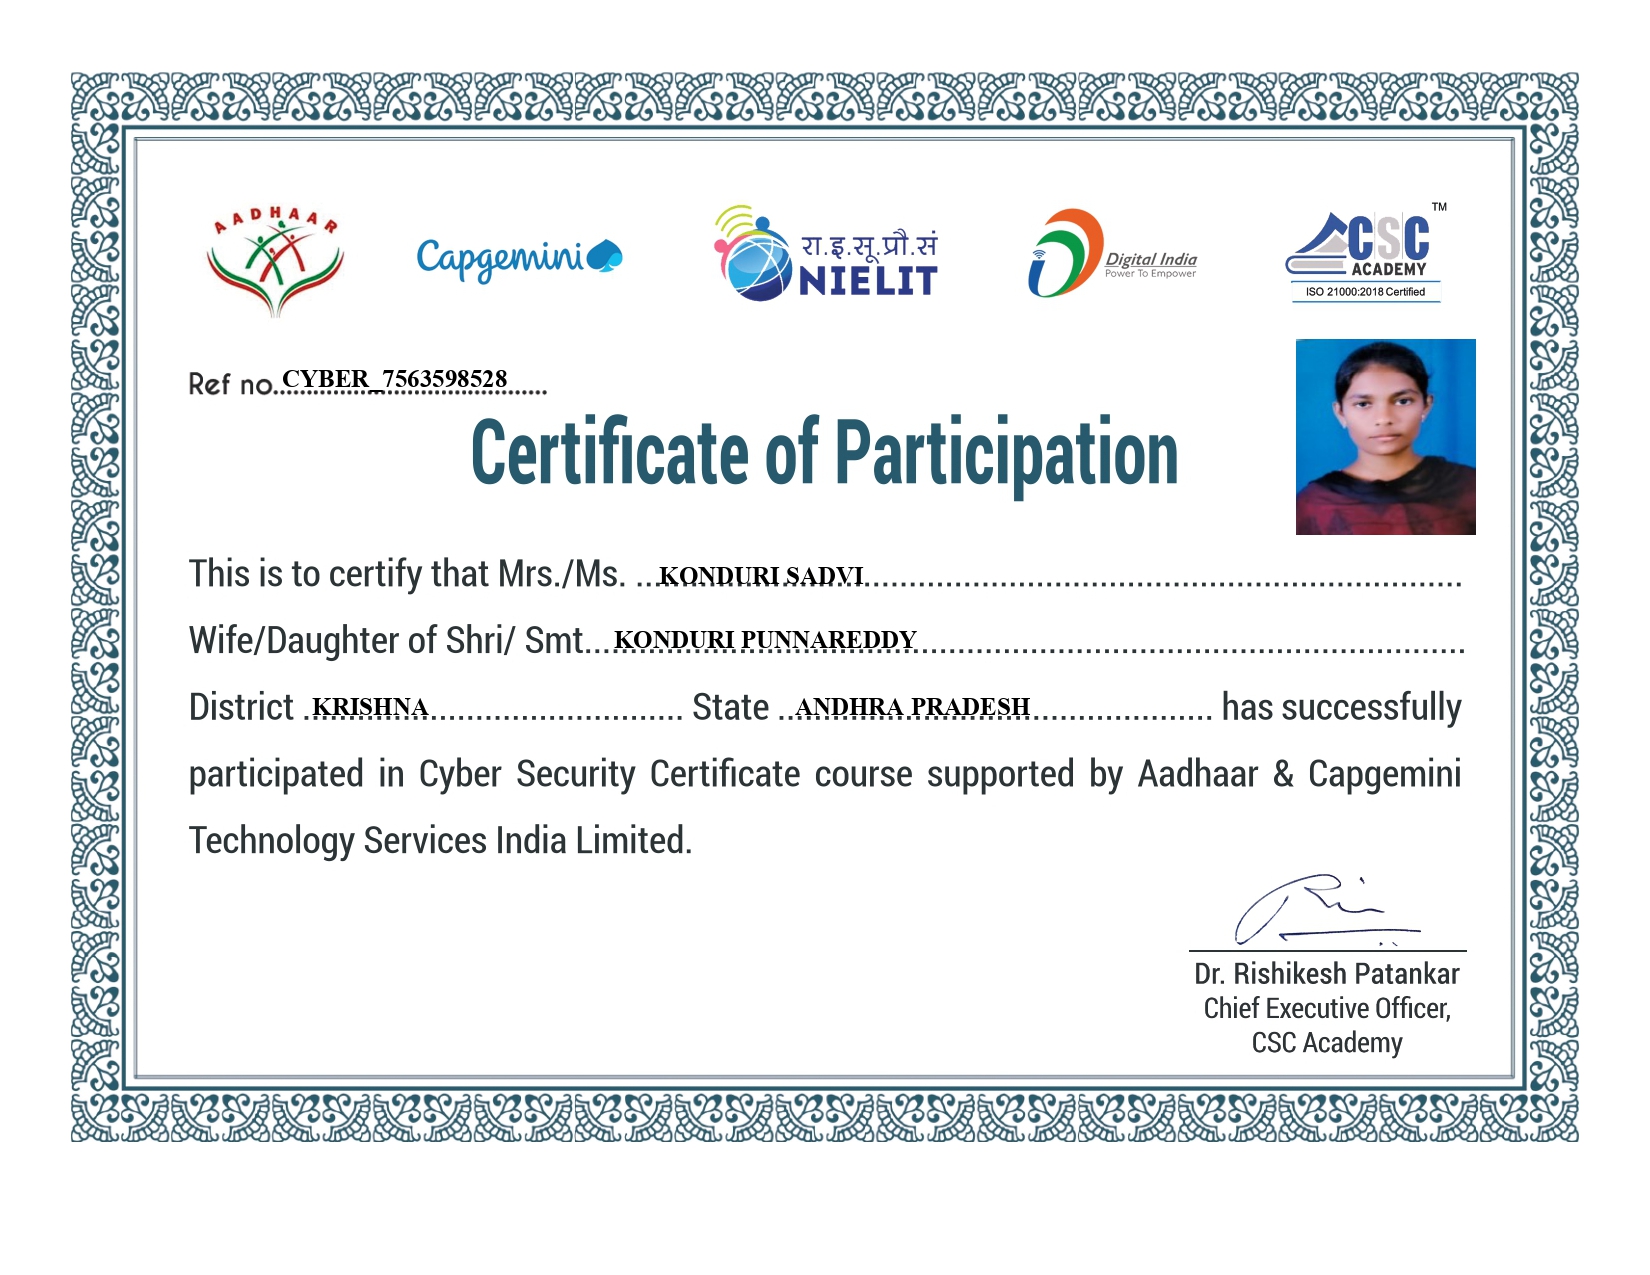 AADHAAR
Capgemini
रा.इ.सू.प्रौ.सं
NIELIT
Digital India
Power To Empower
CSC TM
ACADEMY
ISO 21000:2018 Certified
Ref no. CYBER_7563598528
Certificate of Participation
This is to certify that Mrs./Ms. KONDURI SADVI
Wife/Daughter of Shri/ Smt. KONDURI PUNNAREDDY
District KRISHNA State ANDHRA PRADESH has successfully
participated in Cyber Security Certificate course supported by Aadhaar & Capgemini
Technology Services India Limited.
Dr. Rishikesh Patankar
Chief Executive Officer,
CSC Academy